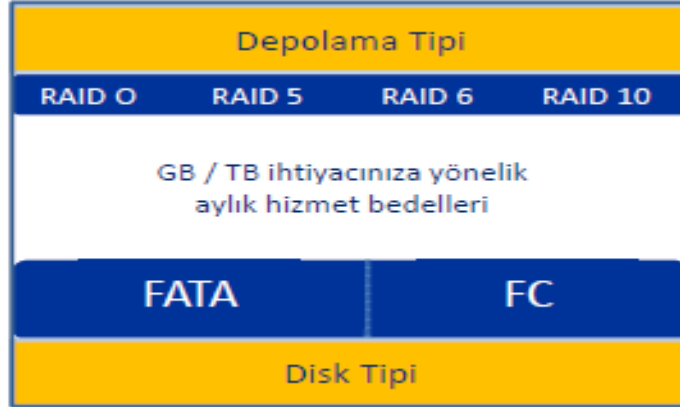 Depolama Tipi
RAID O RAID 5 RAID 6 RAID 10
GB / TB ihtiyacınıza yönelik
aylık hizmet bedelleri
FATA FC
Disk Tipi